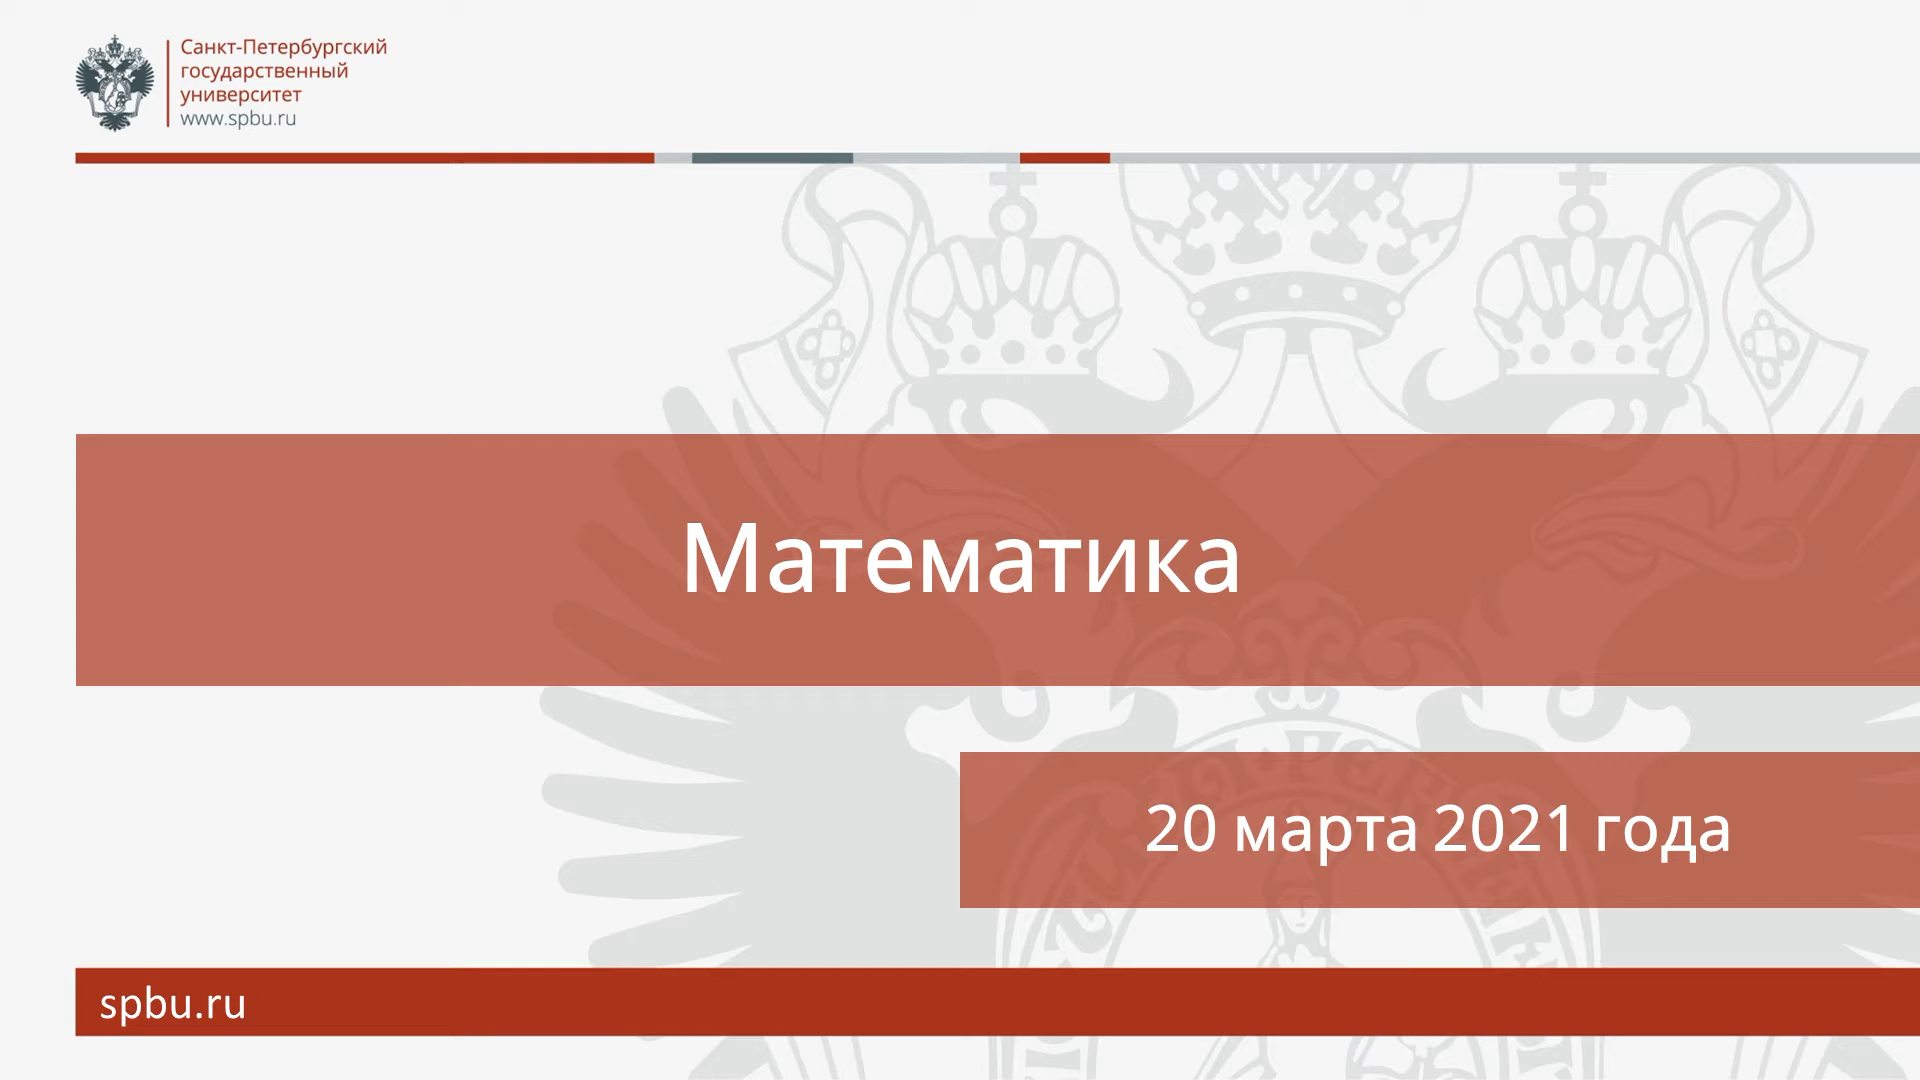 Санкт-Петербургский
государственный
университет
www.spbu.ru
Математика
20 марта 2021 года
spbu.ru